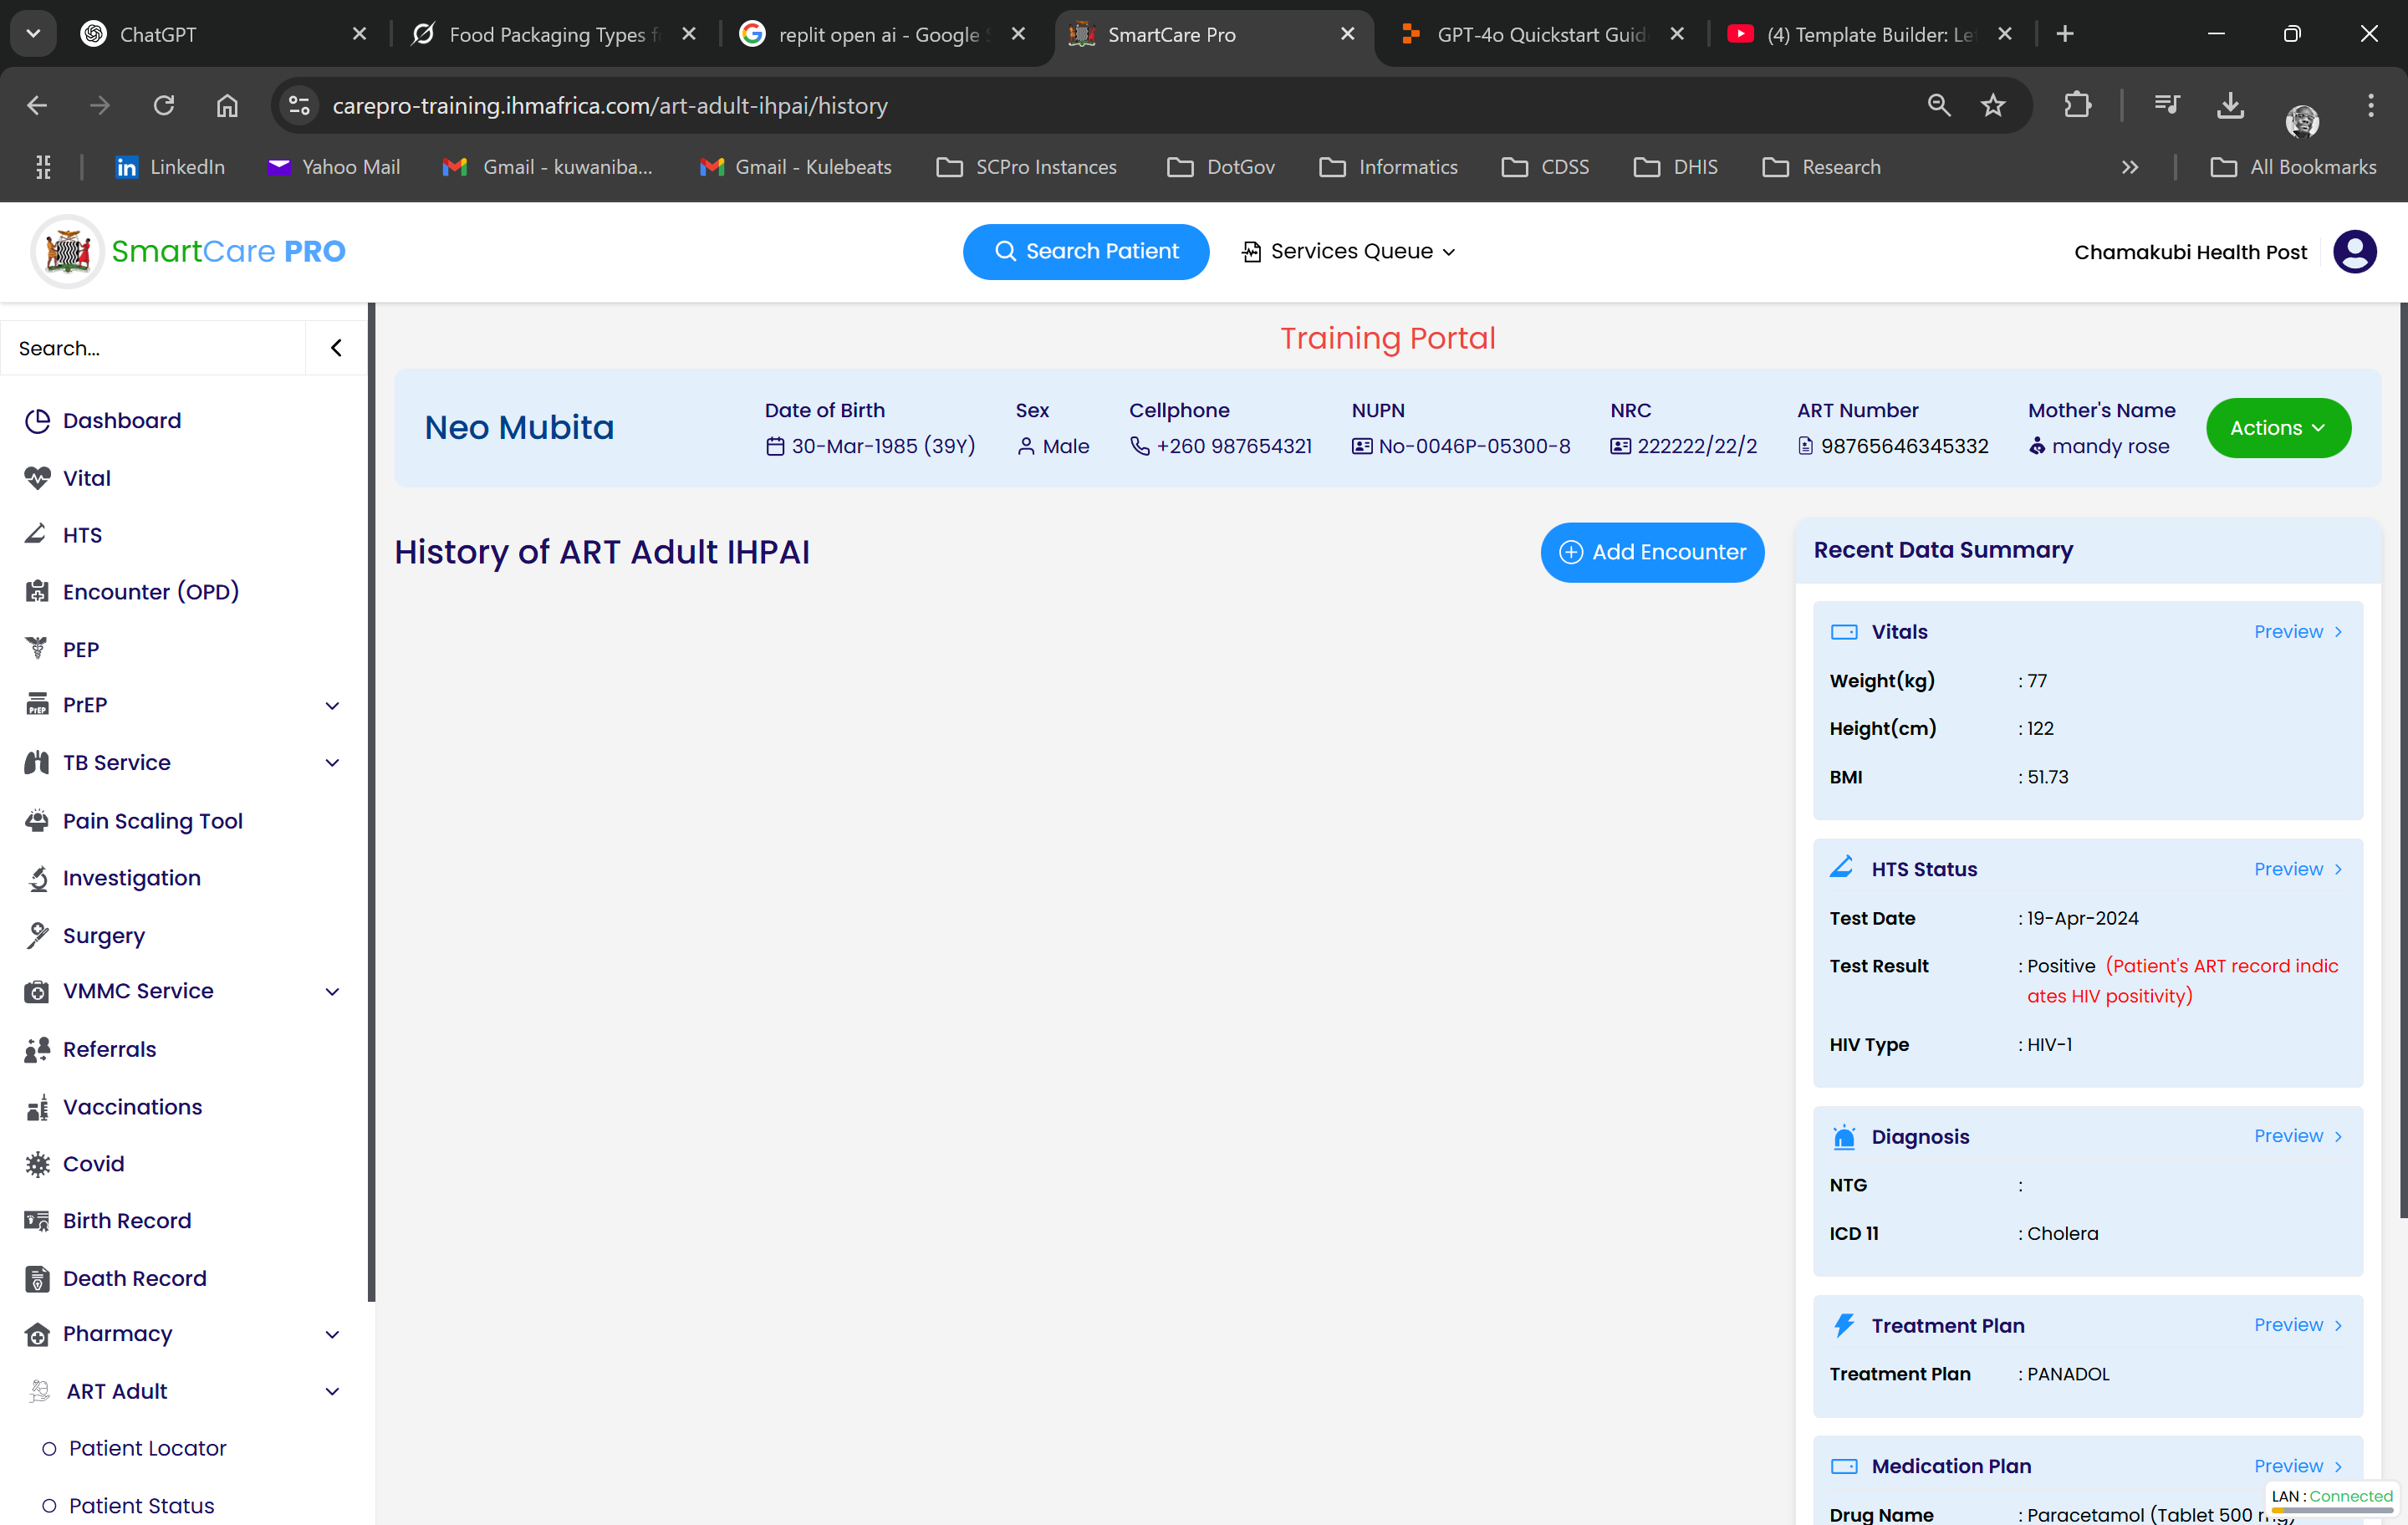 ChatGPT
Food Packaging Types f
replit open ai - Google S
SmartCare Pro
GPT-4o Quickstart Guid
(4) Template Builder: Le
carepro-training.ihmafrica.com/art-adult-ihpai/history
LinkedIn
Yahoo Mail
Gmail - kuwaniba...
Gmail - Kulebeats
SCPro Instances
DotGov
Informatics
CDSS
DHIS
Research
All Bookmarks
SmartCare PRO
Search Patient
Services Queue
Chamakubi Health Post
Search...
Dashboard
Vital
HTS
Encounter (OPD)
PEP
PrEP
TB Service
Pain Scaling Tool
Investigation
Surgery
VMMC Service
Referrals
Vaccinations
Covid
Birth Record
Death Record
Pharmacy
ART Adult
Patient Locator
Patient Status
Training Portal
Neo Mubita
Date of Birth
30-Mar-1985 (39Y)
Sex
Male
Cellphone
+260 987654321
NUPN
No-0046P-05300-8
NRC
222222/22/2
ART Number
98765646345332
Mother's Name
mandy rose
Actions
History of ART Adult IHPAI
Add Encounter
Recent Data Summary
Vitals Preview
Weight(kg) : 77
Height(cm) : 122
BMI : 51.73
HTS Status Preview
Test Date : 19-Apr-2024
Test Result : Positive (Patient's ART record indic
ates HIV positivity)
HIV Type : HIV-1
Diagnosis Preview
NTG :
ICD 11 : Cholera
Treatment Plan Preview
Treatment Plan : PANADOL
Medication Plan Preview
Drug Name : Paracetamol (Tablet 500 mg)
LAN : Connected